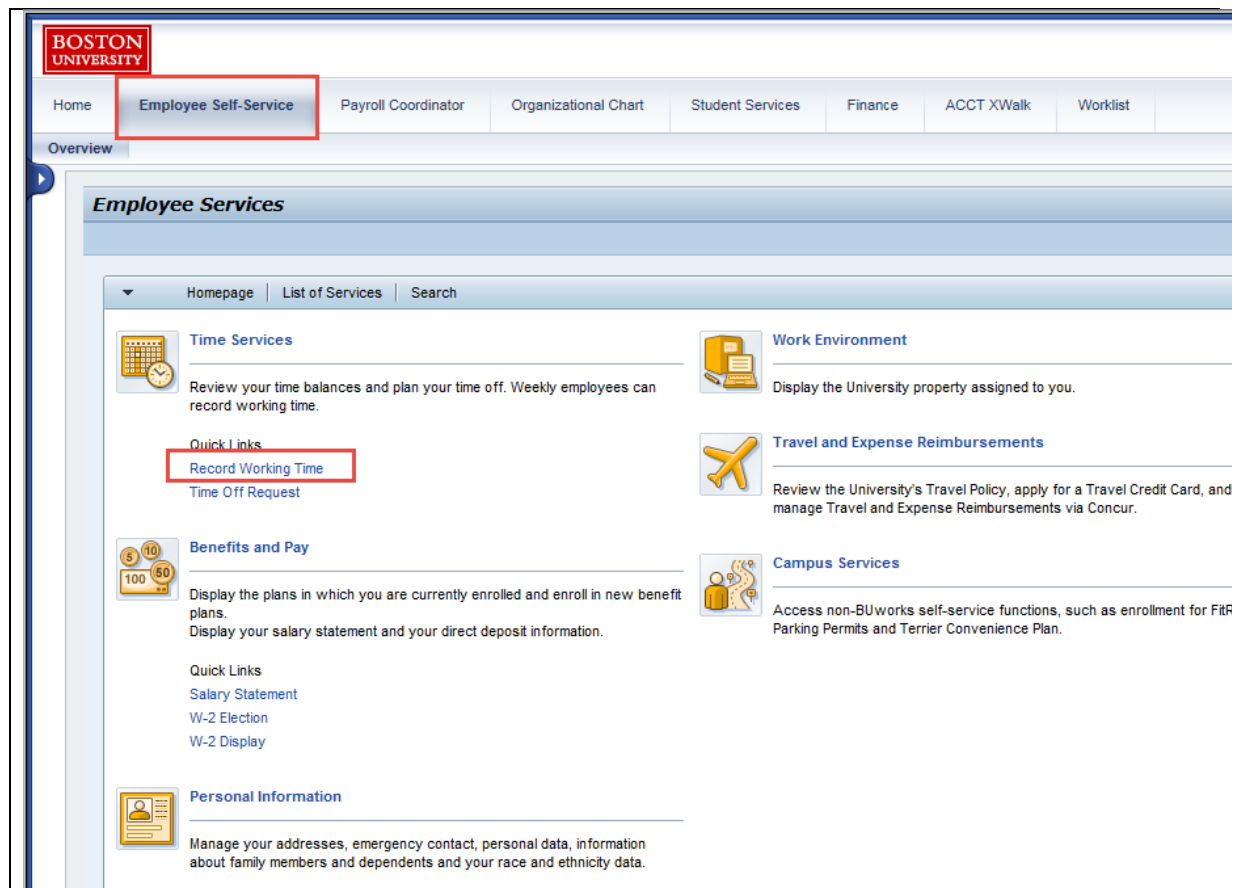 BOSTON
UNIVERSITY
Home Employee Self-Service Payroll Coordinator Organizational Chart Student Services Finance ACCT XWalk Worklist
Overview
Employee Services
Homepage List of Services Search
Time Services
Review your time balances and plan your time off. Weekly employees can
record working time.
Quick Links
Record Working Time
Time Off Request
5 10
100 50
Benefits and Pay
Display the plans in which you are currently enrolled and enroll in new benefit
plans.
Display your salary statement and your direct deposit information.
Quick Links
Salary Statement
W-2 Election
W-2 Display
Personal Information
Manage your addresses, emergency contact, personal data, information
about family members and dependents and your race and ethnicity data.
Work Environment
Display the University property assigned to you.
Travel and Expense Reimbursements
Review the University's Travel Policy, apply for a Travel Credit Card, and
manage Travel and Expense Reimbursements via Concur.
Campus Services
Access non-BUworks self-service functions, such as enrollment for FitR
Parking Permits and Terrier Convenience Plan.